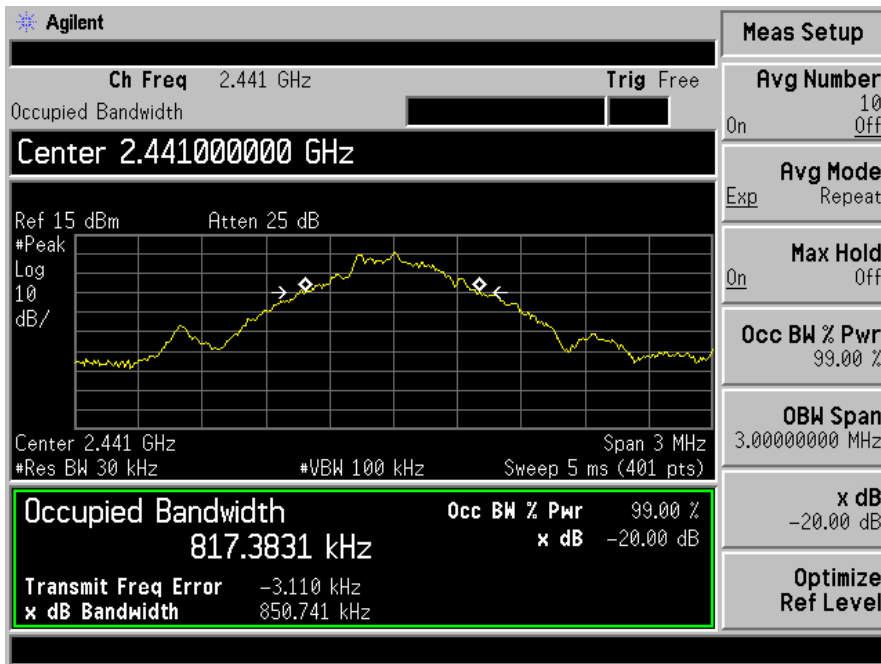 Agilent
Ch Freq 2.441 GHz Trig Free
Occupied Bandwidth
Center 2.441000000 GHz
Ref 15 dBm Atten 25 dB
#Peak
Log
10
dB/
Center 2.441 GHz Span 3 MHz
#Res BW 30 kHz #VBW 100 kHz Sweep 5 ms (401 pts)
Occupied Bandwidth Occ BW % Pwr 99.00 %
817.3831 kHz x dB -20.00 dB
Transmit Freq Error -3.110 kHz
x dB Bandwidth 850.741 kHz
Meas Setup
Avg Number
10
On Off
Avg Mode
Exp Repeat
Max Hold
On Off
Occ BW % Pwr
99.00 %
OBW Span
3.00000000 MHz
x dB
-20.00 dB
Optimize
Ref Level